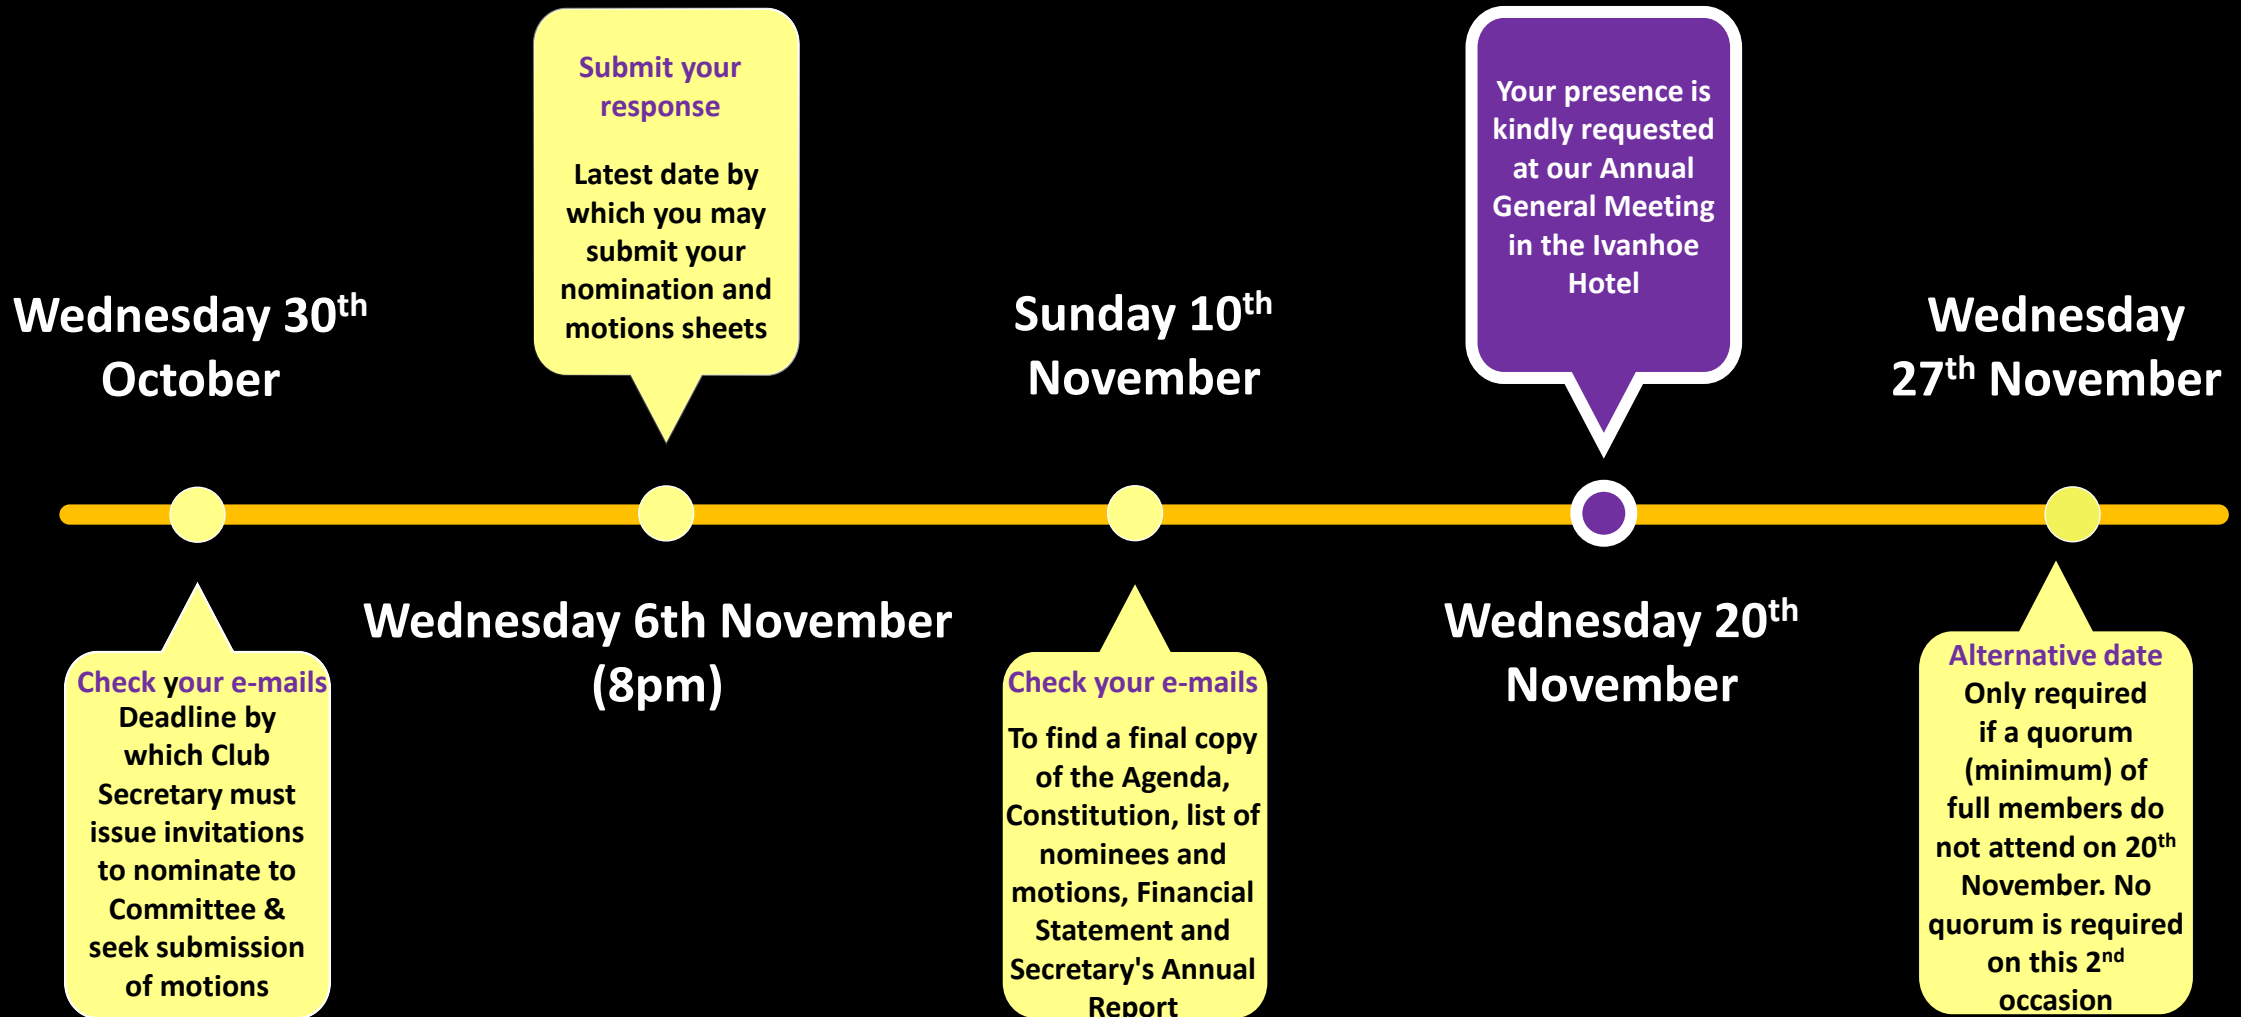 Wednesday 30th
October
Check your e-mails
Deadline by
which Club
Secretary must
issue invitations
to nominate to
Committee &
seek submission
of motions
Submit your
response
Latest date by
which you may
submit your
nomination and
motions sheets
Wednesday 6th November
(8pm)
Sunday 10th
November
Check your e-mails
To find a final copy
of the Agenda,
Constitution, list of
nominees and
motions, Financial
Statement and
Secretary's Annual
Report
Your presence is
kindly requested
at our Annual
General Meeting
in the Ivanhoe
Hotel
Wednesday 20th
November
Wednesday
27th November
Alternative date
Only required
if a quorum
(minimum) of
full members do
not attend on 20th
November. No
quorum is required
on this 2nd
occasion